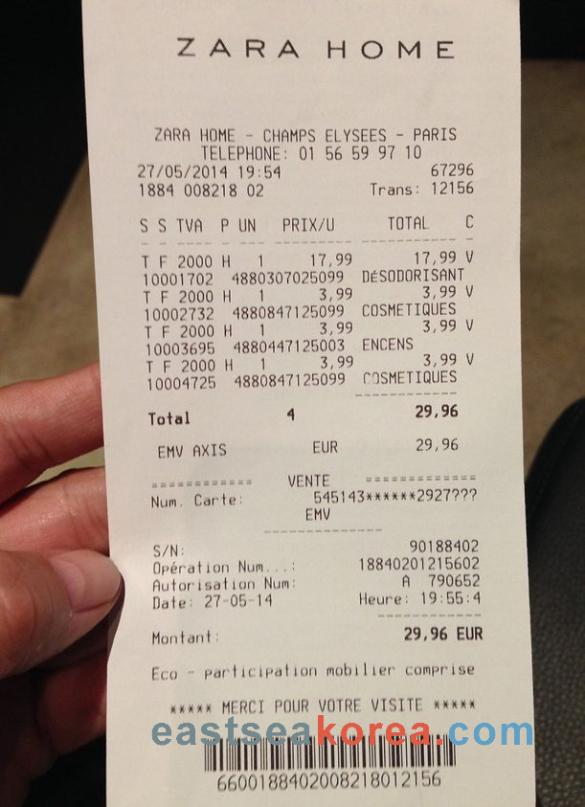 ZARA HOME
ZARA HOME - CHAMPS ELYSEES - PARIS
TELEPHONE: 01 56 59 97 10
27/05/2014 19:54 67296
1884 008218 02 Trans: 12156
S S TVA P UN PRIX/U TOTAL C
T F 2000 H 1 17,99 17,99 V
10001702 4880307025099 DéSODORISANT
T F 2000 H 1 3,99 3,99 V
10002732 4880847125099 COSMETIQUES
T F 2000 H 1 3,99 3,99 V
10003695 4880447125003 ENCENS
T F 2000 H 1 3,99 3,99 V
10004725 4880847125099 COSMETIQUES
Total 4 29,96
EMV AXIS EUR 29,96
============ VENTE =============
Num. Carte: 545143******2927???
EMV
S/N: 90188402
Opération Num...: 18840201215602
Autorisation Num: A 790652
Date: 27-05-14 Heure: 19:55:4
Montant: 29,96 EUR
Eco - participation mobilier comprise
***** MERCI POUR VOTRE VISITE *****
eastseakorea.com
66001884020082180​12156